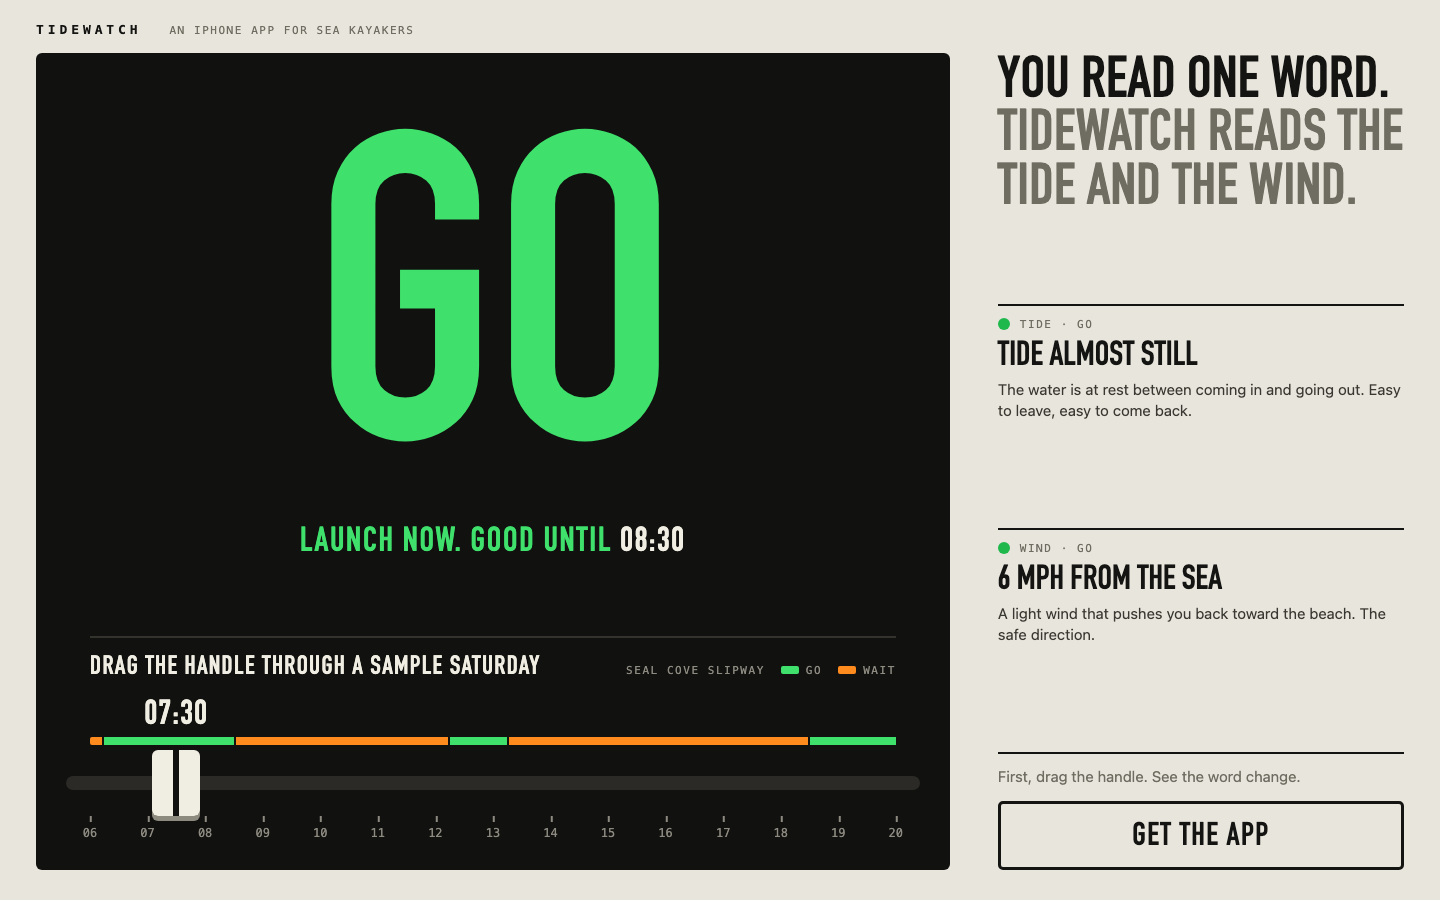 TIDEWATCH AN IPHONE APP FOR SEA KAYAKERS
GO
LAUNCH NOW. GOOD UNTIL 08:30
DRAG THE HANDLE THROUGH A SAMPLE SATURDAY
SEAL COVE SLIPWAY GO WAIT
07:30
06 07 08 09 10 11 12 13 14 15 16 17 18 19 20
YOU READ ONE WORD.
TIDEWATCH READS THE
TIDE AND THE WIND.
TIDE · GO
TIDE ALMOST STILL
The water is at rest between coming in and going out. Easy
to leave, easy to come back.
WIND · GO
6 MPH FROM THE SEA
A light wind that pushes you back toward the beach. The
safe direction.
First, drag the handle. See the word change.
GET THE APP